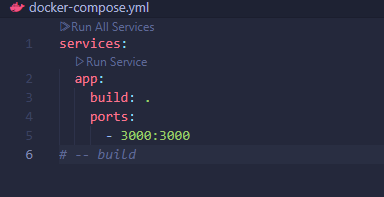 docker-compose.yml
Run All Services
1 services:
Run Service
2 app:
3 build: .
4 ports:
5 - 3000:3000
6 # -- build